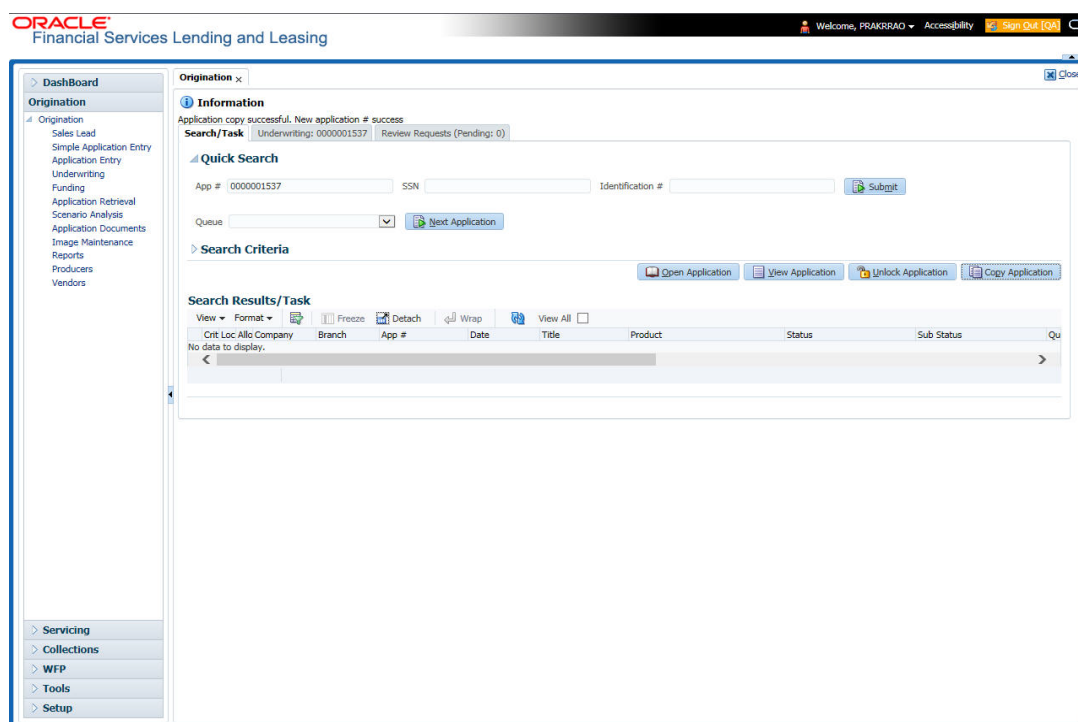 ORACLE
Financial Services Lending and Leasing
Welcome, PRAKRRAO Accessibility Sign Out [QA]
DashBoard
Origination
Origination
Sales Lead
Simple Application Entry
Application Entry
Underwriting
Funding
Application Retrieval
Scenario Analysis
Application Documents
Image Maintenance
Reports
Producers
Vendors
Servicing
Collections
WFP
Tools
Setup
Origination
Close
Information
Application copy successful. New application # success
Search/Task Underwriting: 0000001537 Review Requests (Pending: 0)
Quick Search
App # 0000001537 SSN Identification # Submit
Queue Next Application
Search Criteria
Open Application View Application Unlock Application Copy Application
Search Results/Task
View Format Freeze Detach Wrap View All
Crit Loc Allo Company Branch App # Date Title Product Status Sub Status Qu
No data to display.